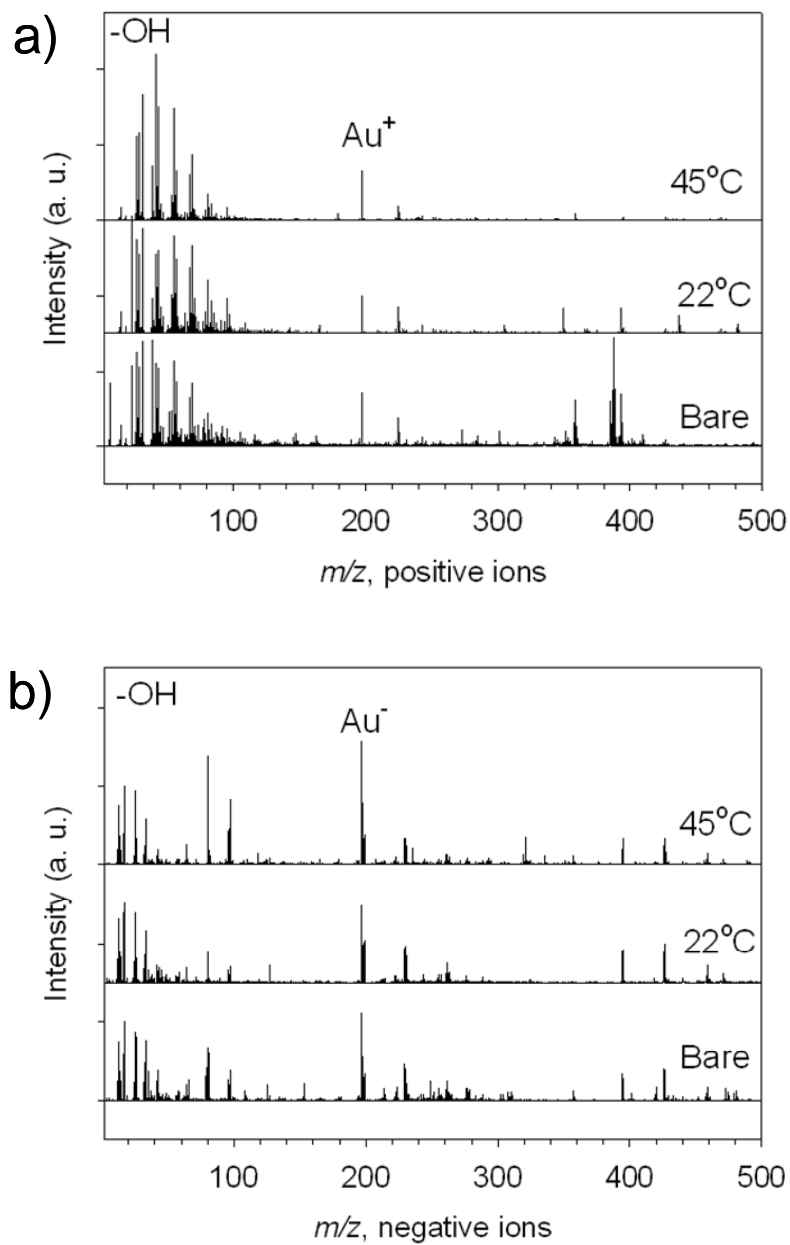 a)
-OH
Au+
45°C
22°C
Bare
Intensity (a. u.)
100 200 300 400 500
m/z, positive ions
b)
-OH
Au-
45°C
22°C
Bare
Intensity (a. u.)
100 200 300 400 500
m/z, negative ions